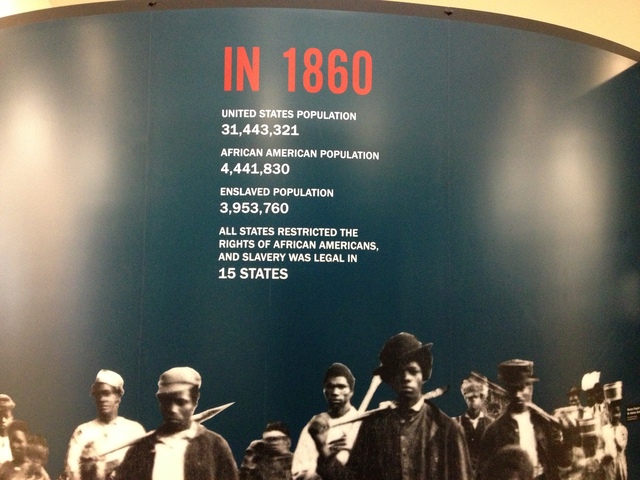 IN 1860
UNITED STATES POPULATION
31,443,321
AFRICAN AMERICAN POPULATION
4,441,830
ENSLAVED POPULATION
3,953,760
ALL STATES RESTRICTED THE
RIGHTS OF AFRICAN AMERICANS,
AND SLAVERY WAS LEGAL IN
15 STATES